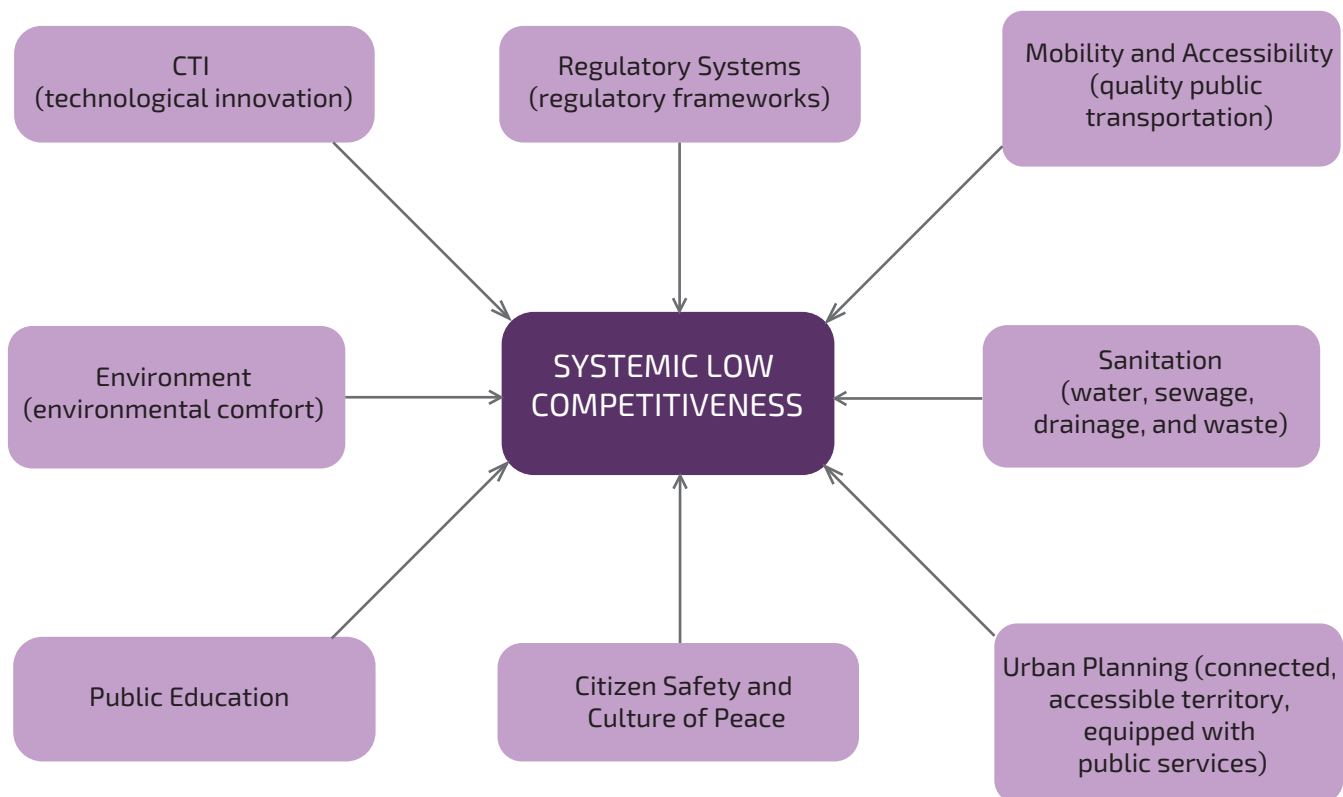 CTI
(technological innovation)
Regulatory Systems
(regulatory frameworks)
Mobility and Accessibility
(quality public
transportation)
Environment
(environmental comfort)
SYSTEMIC LOW
COMPETITIVENESS
Sanitation
(water, sewage,
drainage, and waste)
Public Education
Citizen Safety and
Culture of Peace
Urban Planning (connected,
accessible territory,
equipped with
public services)